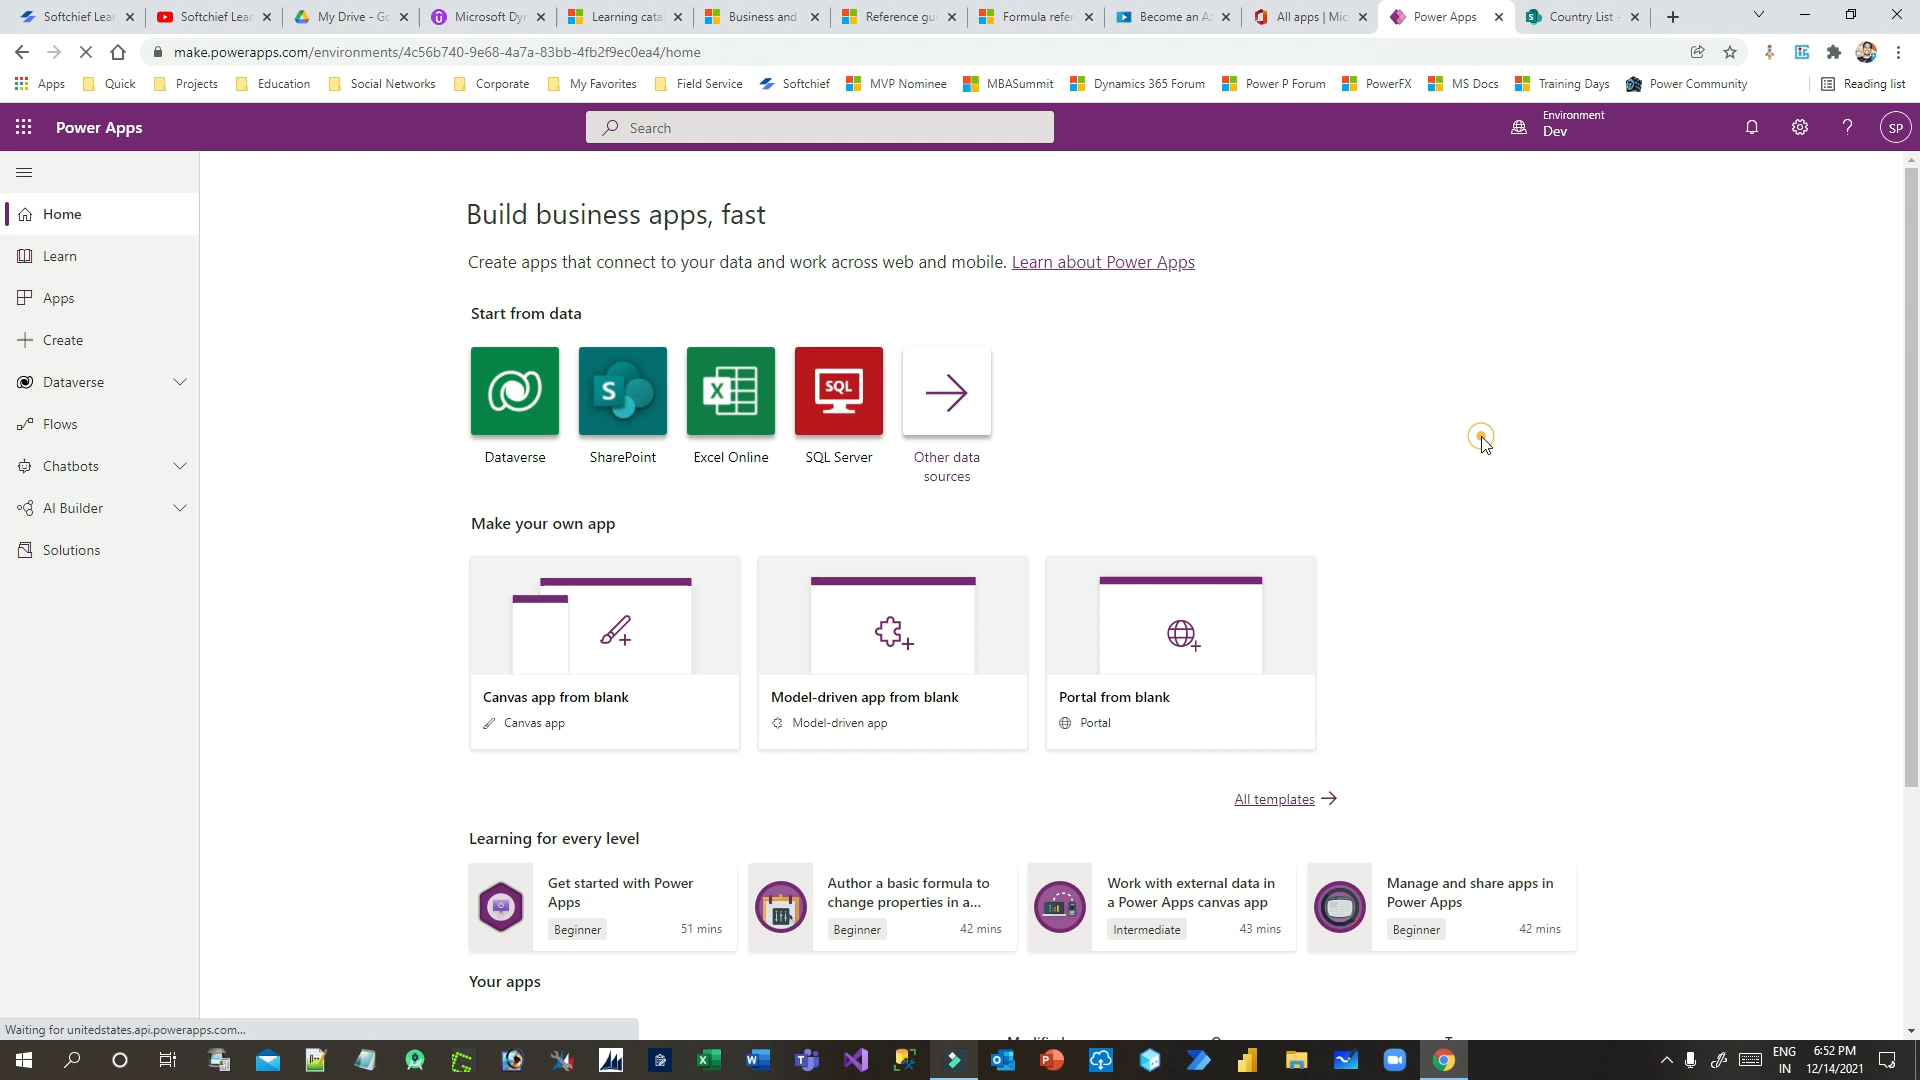 Softchief Lear
Softchief Lear
My Drive - Go
Microsoft Dyn
Learning cata
Business and
Reference gui
Formula refer
Become an A
All apps | Mic
Power Apps
Country List -
make.powerapps.com/environments/4c56b740-9e68-4a7a-83bb-4fb2f9ec0ea4/home
Apps
Quick
Projects
Education
Social Networks
Corporate
My Favorites
Field Service
Softchief
MVP Nominee
MBASummit
Dynamics 365 Forum
Power P Forum
PowerFX
MS Docs
Training Days
Power Community
Reading list
Power Apps
Search
Environment
Dev
SP
Home
Learn
Apps
Create
Dataverse
Flows
Chatbots
AI Builder
Solutions
Build business apps, fast
Create apps that connect to your data and work across web and mobile. Learn about Power Apps
Start from data
SQL
Dataverse
SharePoint
Excel Online
SQL Server
Other data
sources
Make your own app
Canvas app from blank
Canvas app
Model-driven app from blank
Model-driven app
Portal from blank
Portal
All templates
Learning for every level
Get started with Power
Apps
Beginner
51 mins
Author a basic formula to
change properties in a...
Beginner
42 mins
Work with external data in
a Power Apps canvas app
Intermediate
43 mins
Manage and share apps in
Power Apps
Beginner
42 mins
Your apps
Waiting for unitedstates.api.powerapps.com...
ENG
IN
6:52 PM
12/14/2021